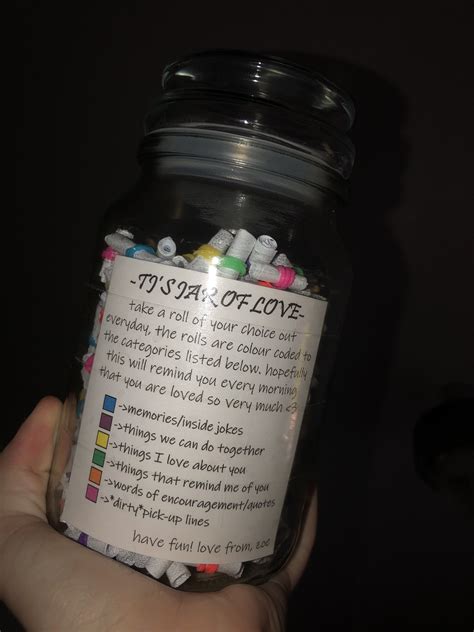 -TJ'S JAR OF LOVE-
take a roll of your choice out
everyday, the rolls are colour coded to
the categories listed below. hopefully
this will remind you every morning
that you are loved so very much <3
->memories/inside jokes
->things we can do together
->things I love about you
->things that remind me of you
->words of encouragement/quotes
->*dirty*pick-up lines
have fun! love from, zoe